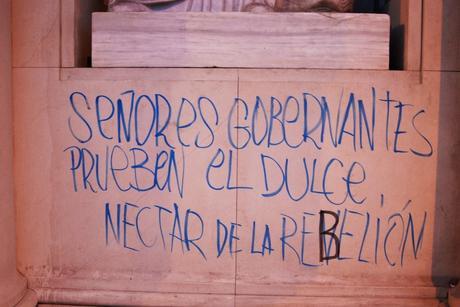 SEÑORES GOBERNANTES
PRUEBEN EL DULCE
NECTAR DE LA REBELIÓN